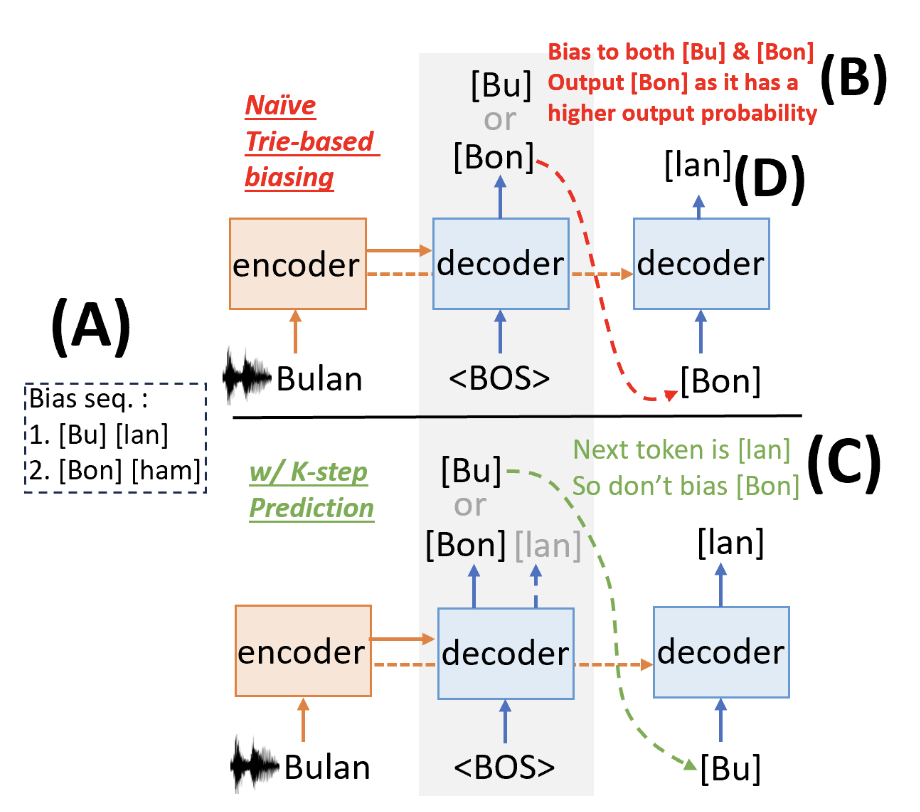 Bias to both [Bu] & [Bon]
Output [Bon] as it has a
higher output probability
(B)
Naïve
Trie-based
biasing
[Bu]
or
[Bon]
[lan]
(D)
encoder
decoder
decoder
(A)
Bulan
<BOS>
[Bon]
Bias seq. :
1. [Bu] [lan]
2. [Bon] [ham]
w/ K-step
Prediction
[Bu]
or
[Bon] [lan]
Next token is [lan]
So don't bias [Bon]
(C)
[lan]
encoder
decoder
decoder
Bulan
<BOS>
[Bu]